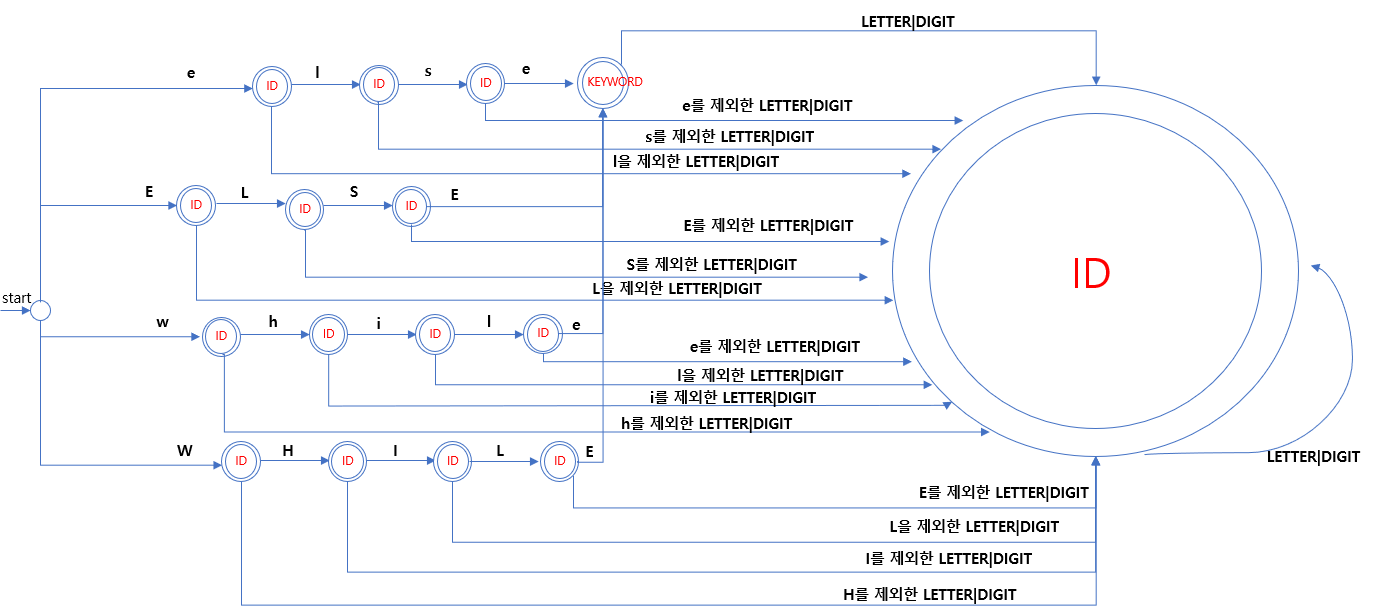 LETTER|DIGIT
e l s e
ID ID ID KEYWORD
e를 제외한 LETTER|DIGIT
s를 제외한 LETTER|DIGIT
l을 제외한 LETTER|DIGIT
E L S E
ID ID ID
E를 제외한 LETTER|DIGIT
S를 제외한 LETTER|DIGIT
ID
L을 제외한 LETTER|DIGIT
start
w h i l e
ID ID ID ID
e를 제외한 LETTER|DIGIT
l을 제외한 LETTER|DIGIT
i를 제외한 LETTER|DIGIT
h를 제외한 LETTER|DIGIT
W H I L E
ID ID ID ID
LETTER|DIGIT
E를 제외한 LETTER|DIGIT
L을 제외한 LETTER|DIGIT
I를 제외한 LETTER|DIGIT
H를 제외한 LETTER|DIGIT